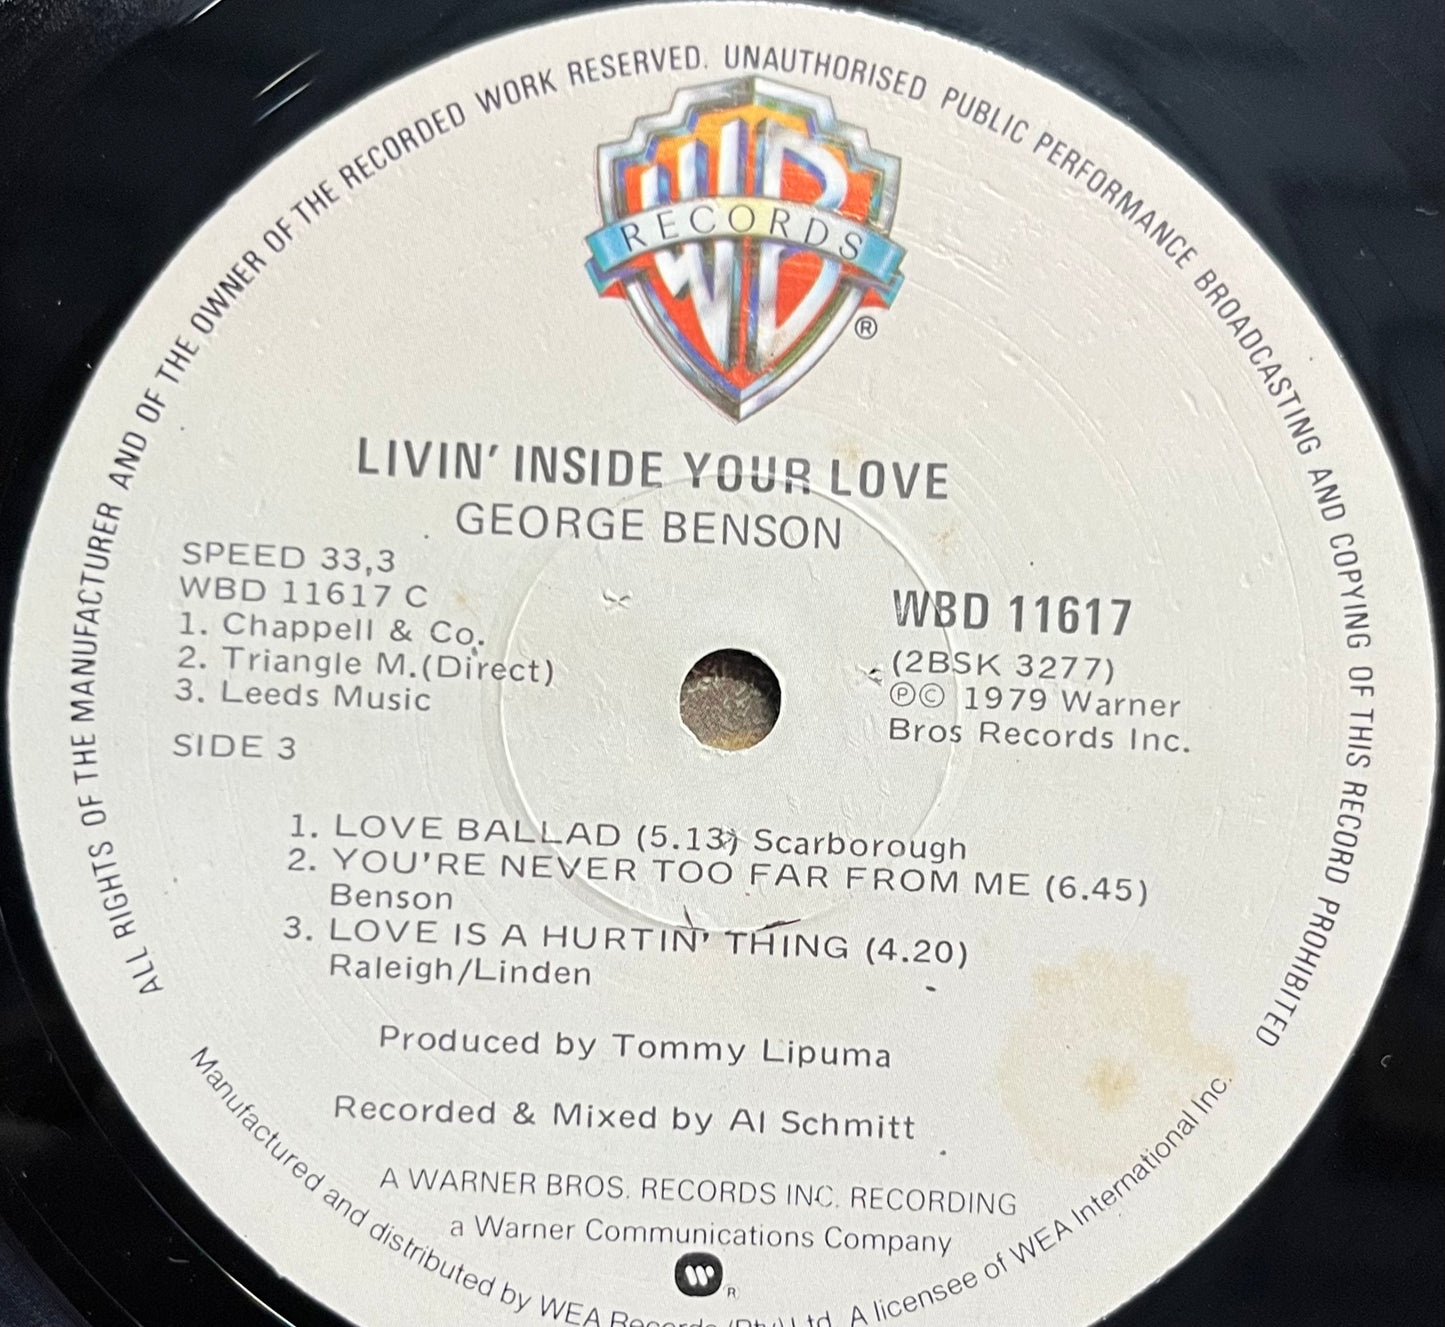 ALL RIGHTS OF THE MANUFACTURER AND OF THE OWNER OF THE RECORDED WORK RESERVED. UNAUTHORISED PUBLIC PERFORMANCE BROADCASTING AND COPYING OF THIS RECORD PROHIBITED
WB
RECORDS
®
LIVIN' INSIDE YOUR LOVE
GEORGE BENSON
SPEED 33,3
WBD 11617 C
1. Chappell & Co.
2. Triangle M.(Direct)
3. Leeds Music
SIDE 3
WBD 11617
(2BSK 3277)
℗© 1979 Warner
Bros Records Inc.
1. LOVE BALLAD (5.13) Scarborough
2. YOU'RE NEVER TOO FAR FROM ME (6.45)
Benson
3. LOVE IS A HURTIN' THING (4.20)
Raleigh/Linden
Produced by Tommy Lipuma
Recorded & Mixed by Al Schmitt
A WARNER BROS. RECORDS INC. RECORDING
a Warner Communications Company
R
Manufactured and distributed by WEA Records (Pty) Ltd. A licensee of WEA International Inc.